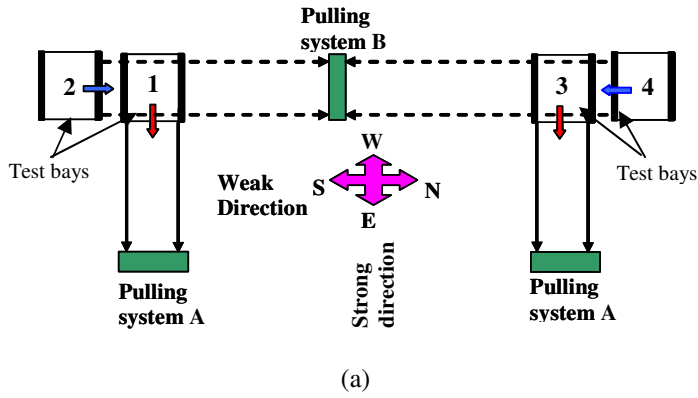 Pulling
system B
2
1
3
4
Test bays
Test bays
W
S
N
E
Weak
Direction
Strong
direction
Pulling
system A
Pulling
system A
(a)